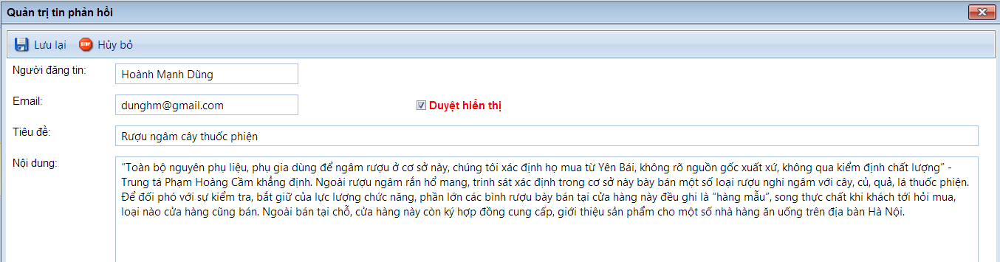 Quản trị tin phản hồi
Lưu lại STOP Hủy bỏ
Người đăng tin: Hoành Mạnh Dũng
Email: dunghm@gmail.com Duyệt hiển thị
Tiêu đề: Rượu ngâm cây thuốc phiện
Nội dung: “Toàn bộ nguyên phụ liệu, phụ gia dùng để ngâm rượu ở cơ sở này, chúng tôi xác định họ mua từ Yên Bái, không rõ nguồn gốc xuất xứ, không qua kiểm định chất lượng” -
Trung tá Phạm Hoàng Cầm khẳng định. Ngoài rượu ngâm rắn hổ mang, trinh sát xác định trong cơ sở này bày bán một số loại rượu nghi ngâm với cây, củ, quả, lá thuốc phiện.
Để đối phó với sự kiểm tra, bắt giữ của lực lượng chức năng, phần lớn các bình rượu bày bán tại cửa hàng này đều ghi là “hàng mẫu”, song thực chất khi khách tới hỏi mua,
loại nào cửa hàng cũng bán. Ngoài bán tại chỗ, cửa hàng này còn ký hợp đồng cung cấp, giới thiệu sản phẩm cho một số nhà hàng ăn uống trên địa bàn Hà Nội.